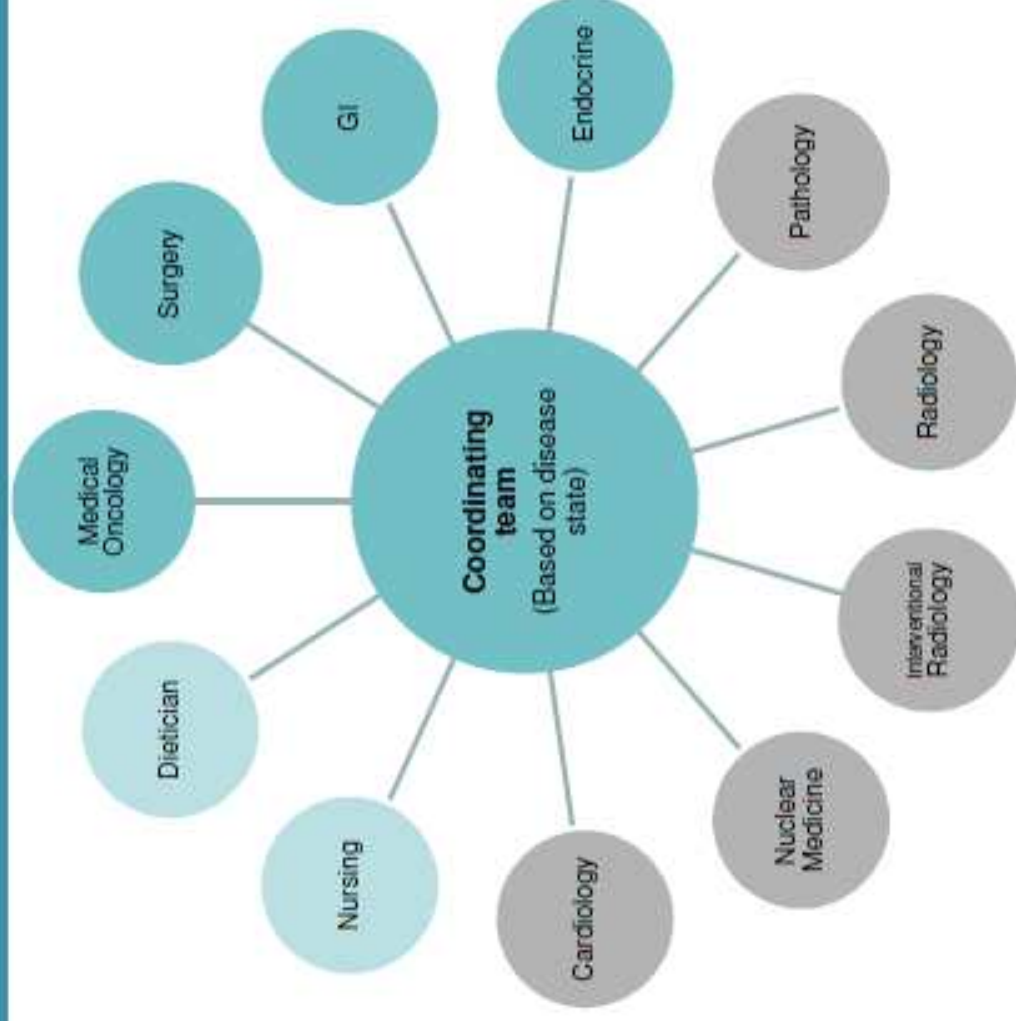 Coordinating
team
(Based on disease
state)
Medical
Oncology
Surgery
GI
Endocrine
Pathology
Radiology
Interventional
Radiology
Nuclear
Medicine
Cardiology
Nursing
Dietician